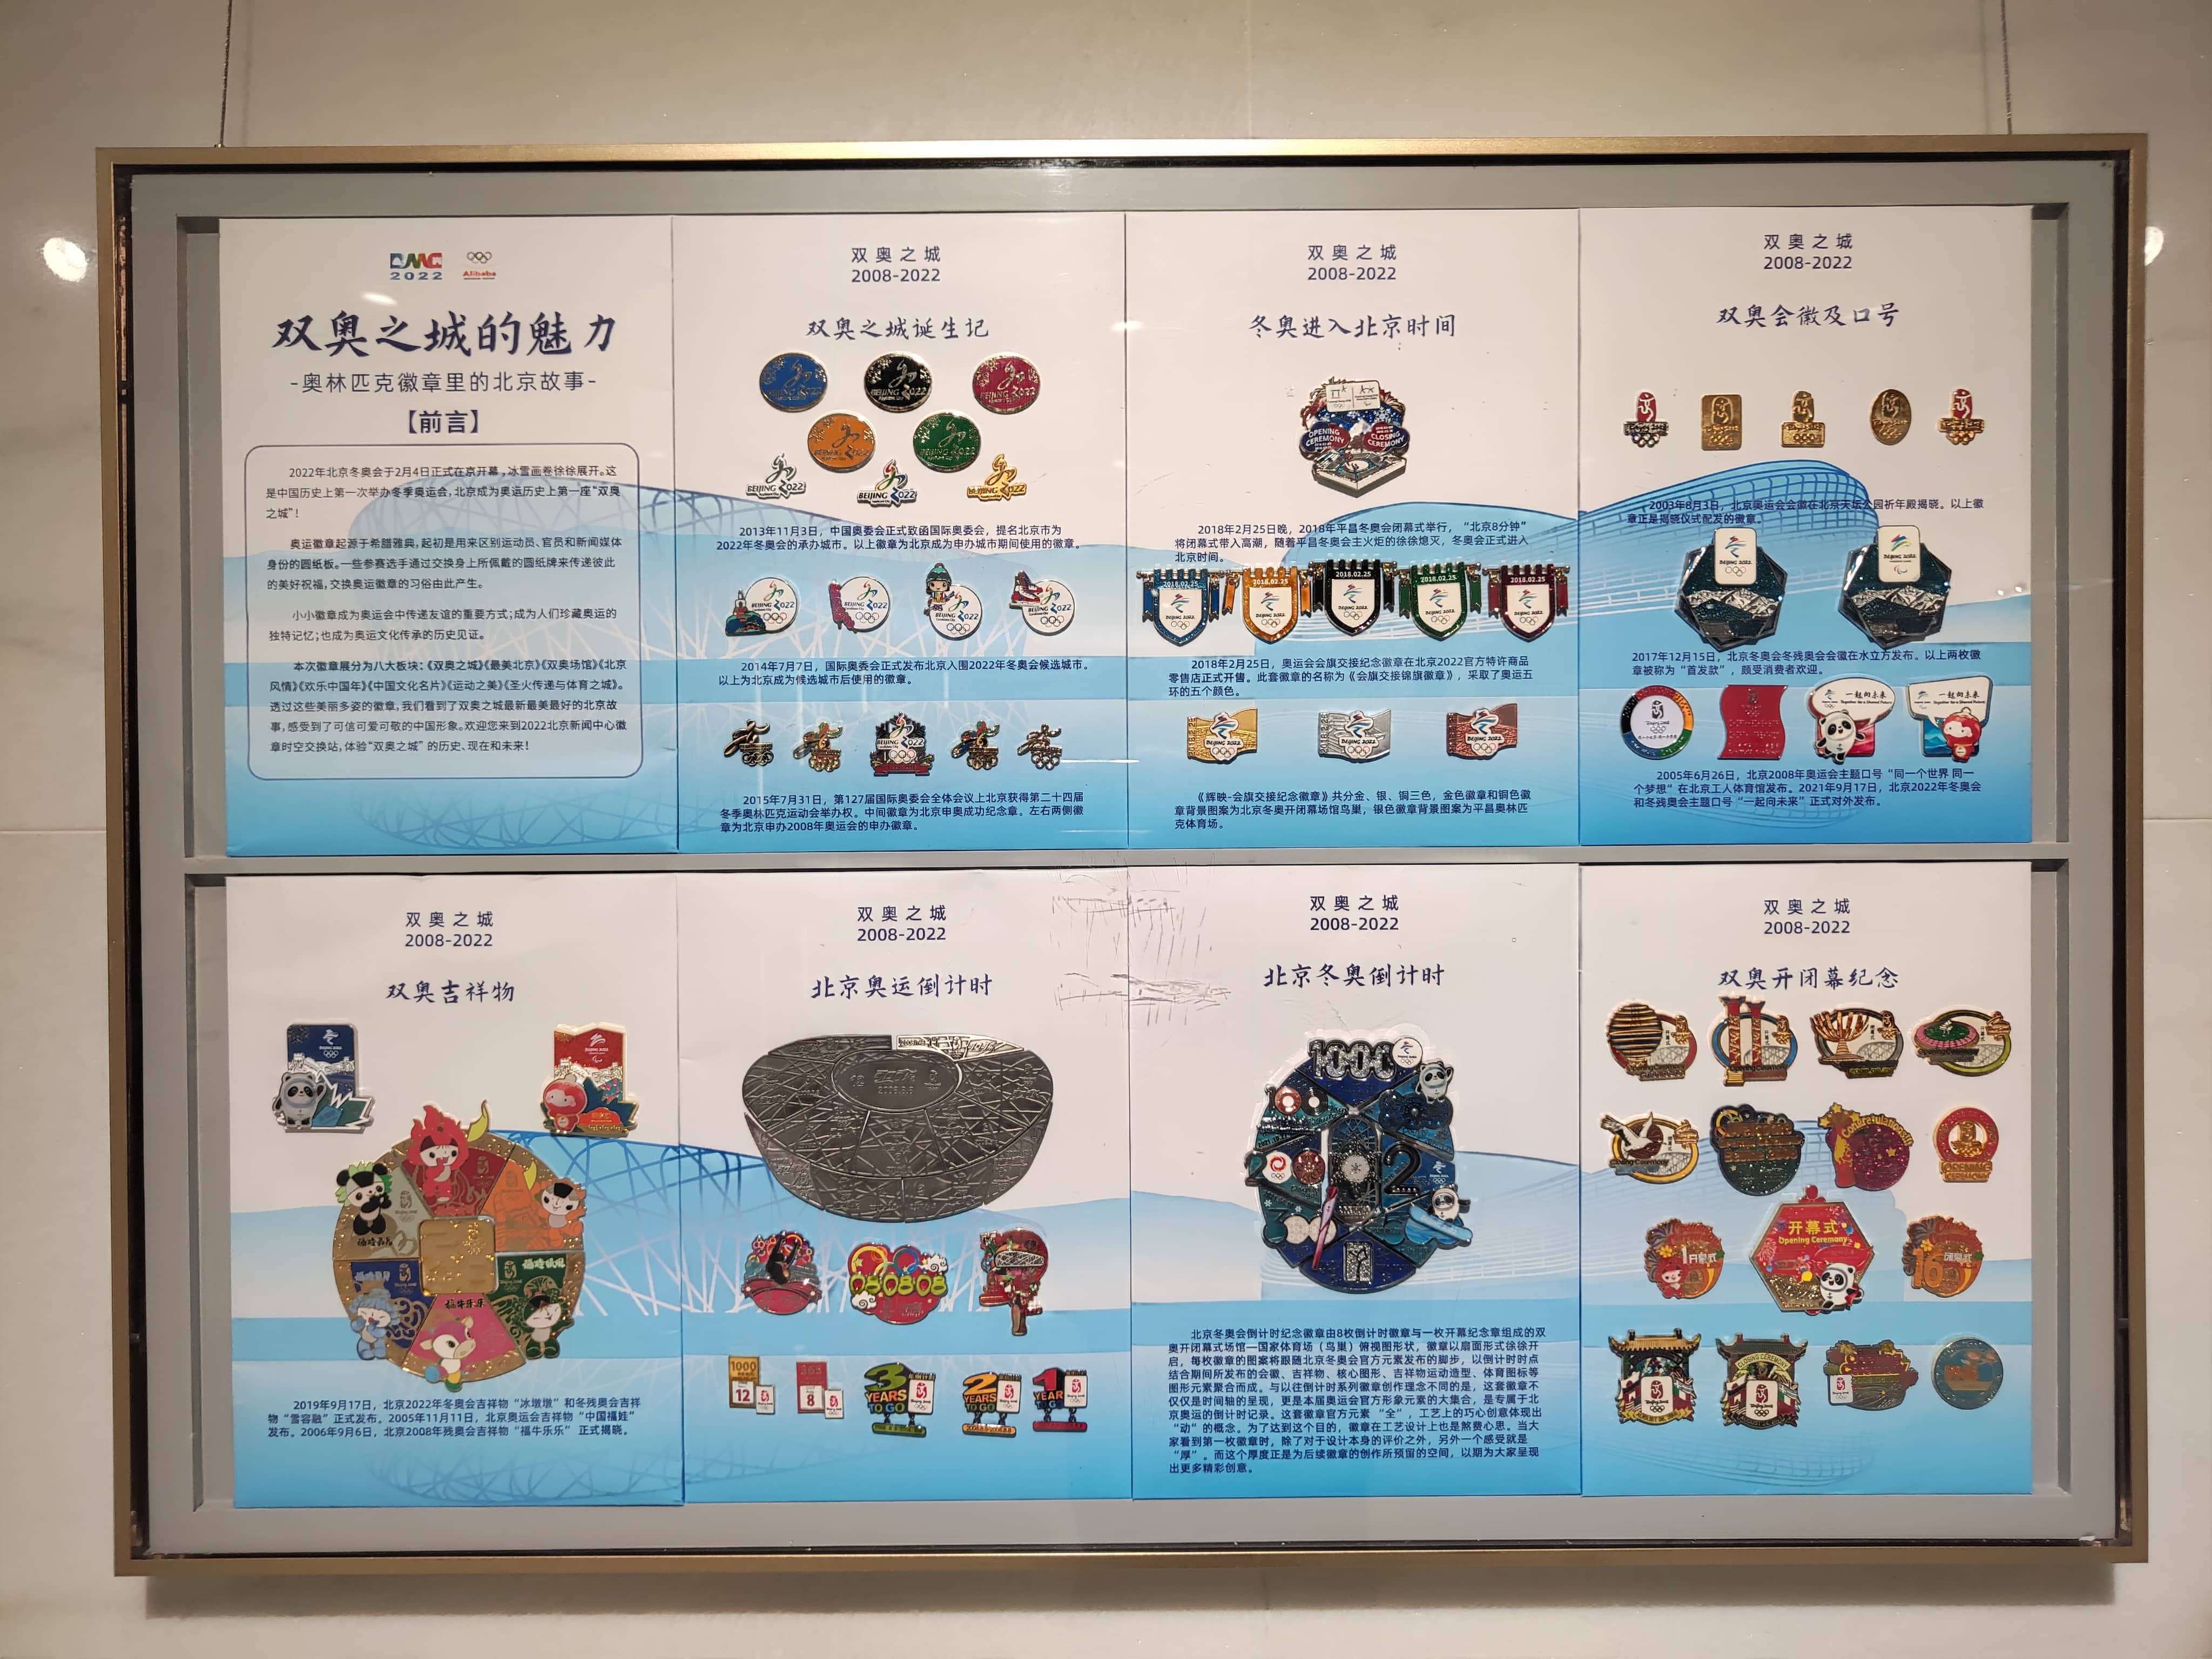 BMC
2022
Alibaba
双奥之城的魅力
-奥林匹克徽章里的北京故事-
【前言】
2022年北京冬奥会于2月4日正式在京开幕,冰雪画卷徐徐展开。这
是中国历史上第一次举办冬季奥运会,北京成为奥运历史上第一座“双奥
之城”!
奥运徽章起源于希腊雅典,起初是用来区别运动员、官员和新闻媒体
身份的圆纸板。一些参赛选手通过交换身上所佩戴的圆纸牌来传递彼此
的美好祝福,交换奥运徽章的习俗由此产生。
小小徽章成为奥运会中传递友谊的重要方式;成为人们珍藏奥运的
独特记忆;也成为奥运文化传承的历史见证。
本次徽章展分为八大板块:《双奥之城》《最美北京》《双奥场馆》《北京
风情》《欢乐中国年》《中国文化名片》《运动之美》《圣火传递与体育之城》。
透过这些美丽多姿的徽章,我们看到了双奥之城最新最美最好的北京故
事,感受到了可信可爱可敬的中国形象。欢迎您来到2022北京新闻中心徽
章时空交换站,体验“双奥之城”的历史、现在和未来!
双奥之城
2008-2022
双奥之城诞生记
BEIJING 2022
BEIJING 2022
BEIJING 2022
2013年11月3日，中国奥委会正式致函国际奥委会，提名北京市为
2022年冬奥会的承办城市。以上徽章为北京成为申办城市期间使用的徽章。
BEIJING 2022
BEIJING 2022
BEIJING 2022
BEIJING 2022
2014年7月7日，国际奥委会正式发布北京入围2022年冬奥会候选城市。
以上为北京成为候选城市后使用的徽章。
BEIJING 2022
2015年7月31日，第127届国际奥委会全体会议上北京获得第二十四届
冬季奥林匹克运动会举办权。中间徽章为北京申奥成功纪念章。左右两侧徽
章为北京申办2008年奥运会的申办徽章。
双奥之城
2008-2022
冬奥进入北京时间
OPENING CEREMONY
CLOSING CEREMONY
2018年2月25日晚，2018年平昌冬奥会闭幕式举行，“北京8分钟”
将闭幕式带入高潮，随着平昌冬奥会主火炬的徐徐熄灭，冬奥会正式进入
北京时间。
2018.02.25 2018.02.25 2018.02.25 2018.02.25 2018.02.25
BEIJING 2022 BEIJING 2022 BEIJING 2022 BEIJING 2022 BEIJING 2022
2018年2月25日，奥运会会旗交接纪念徽章在北京2022官方特许商品
零售店正式开售。此套徽章的名称为《会旗交接锦旗徽章》，采取了奥运五
环的五个颜色。
BEIJING 2022 BEIJING 2022 BEIJING 2022
《辉映-会旗交接纪念徽章》共分金、银、铜三色，金色徽章和铜色徽
章背景图案为北京冬奥开闭幕场馆鸟巢，银色徽章背景图案为平昌奥林匹
克体育场。
双奥之城
2008-2022
双奥会徽及口号
2003年8月3日，北京奥运会会徽在北京天坛公园祈年殿揭晓。以上徽
章正是揭晓仪式配发的徽章。
BEIJING 2022
2017年12月15日，北京冬奥会冬残奥会会徽在水立方发布。以上两枚徽
章被称为“首发款”，颇受消费者欢迎。
一起向未来
Together for a Shared Future
一起向未来
Together for a Shared Future
2005年6月26日，北京2008年奥运会主题口号“同一个世界 同一
个梦想”在北京工人体育馆发布。2021年9月17日，北京2022年冬奥会
和冬残奥会主题口号“一起向未来”正式对外发布。
双奥之城
2008-2022
双奥吉祥物
BEIJING 2022
福牛乐乐
2019年9月17日，北京2022年冬奥会吉祥物“冰墩墩”和冬残奥会吉祥
物“雪容融”正式发布。2005年11月11日，北京奥运会吉祥物“中国福娃”
发布。2006年9月6日，北京2008年残奥会吉祥物“福牛乐乐”正式揭晓。
双奥之城
2008-2022
北京奥运倒计时
080808
1000
12
365
8
3 YEARS TO GO
2 YEARS TO GO
1 YEAR TO GO
双奥之城
2008-2022
北京冬奥倒计时
1000
北京冬奥会倒计时纪念徽章由8枚倒计时徽章与一枚开幕纪念章组成的双
奥开闭幕式场馆—国家体育场（鸟巢）俯视图形状，徽章以扇面形式徐徐开
启，每枚徽章的图案将跟随北京冬奥会官方元素发布的脚步，以倒计时时点
结合期间所发布的会徽、吉祥物、核心图形、吉祥物运动造型、体育图标等
图形元素聚合而成。与以往倒计时系列徽章创作理念不同的是，这套徽章不
仅仅是时间轴的呈现，更是本届奥运会官方形象元素的大集合，是专属于北
京奥运的倒计时记录。这套徽章官方元素“全”，工艺上的巧心创意体现出
“动”的概念。为了达到这个目的，徽章在工艺设计上也是煞费心思。当大
家看到第一枚徽章时，除了对于设计本身的评价之外，另外一个感受就是
“厚”。而这个厚度正是为后续徽章的创作所预留的空间，以期为大家呈现
出更多精彩创意。
双奥之城
2008-2022
双奥开闭幕纪念
Opening Ceremony
Closing Ceremony
Congratulations
OPENING CEREMONY
开幕式
Opening Ceremony
1 开幕式
16 闭幕式